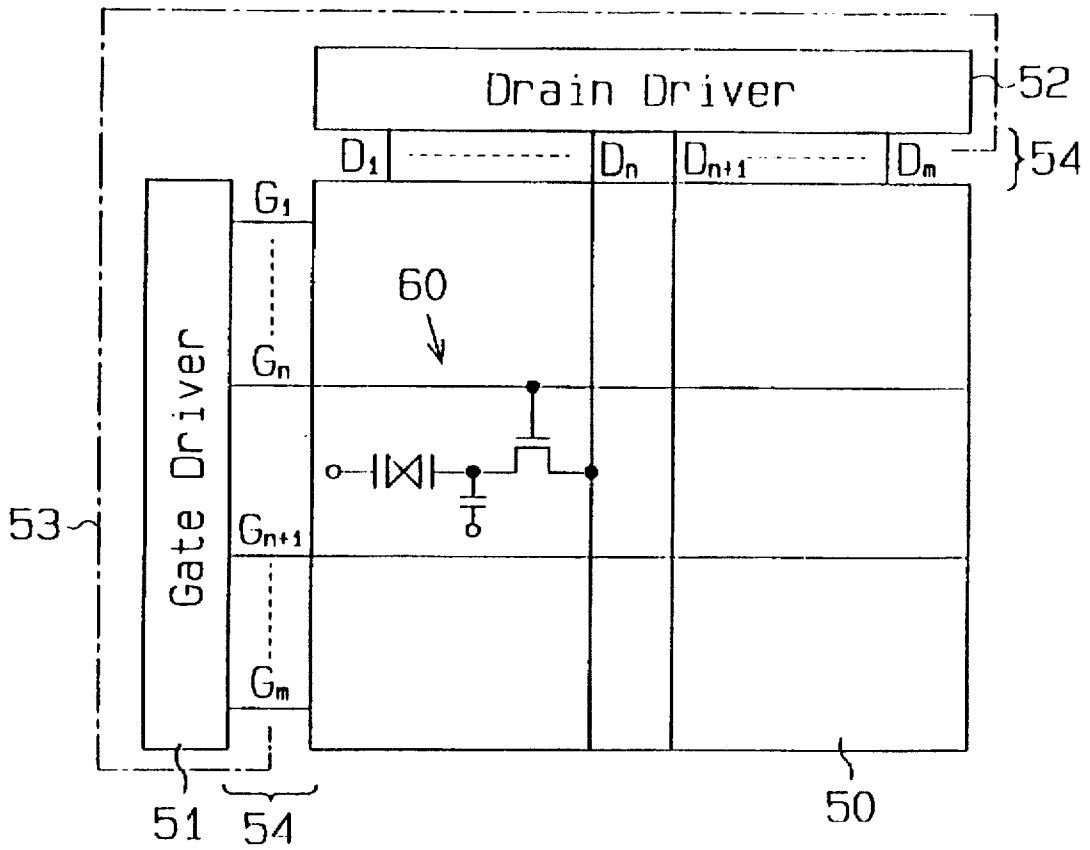 Drain Driver
52
D1
Dn
Dn+1
Dm
54
G1
60
Gn
Gate Driver
53
Gn+1
Gm
51
54
50